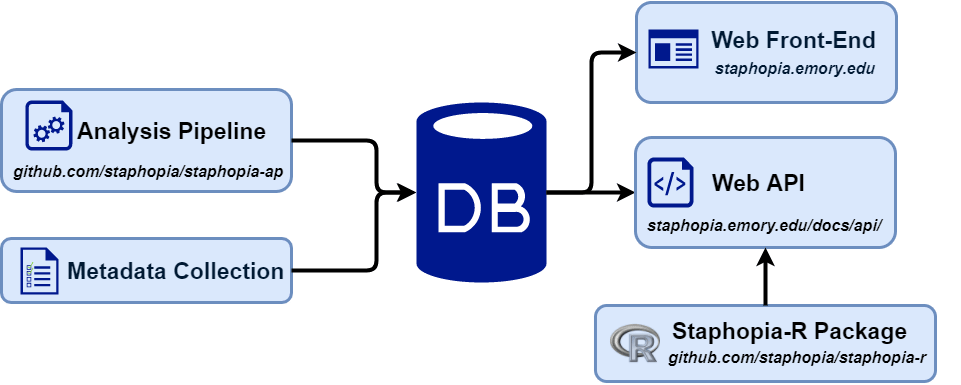 Web Front-End
staphopia.emory.edu
Analysis Pipeline
github.com/staphopia/staphopia-ap
DB
Web API
staphopia.emory.edu/docs/api/
Metadata Collection
R
Staphopia-R Package
github.com/staphopia/staphopia-r